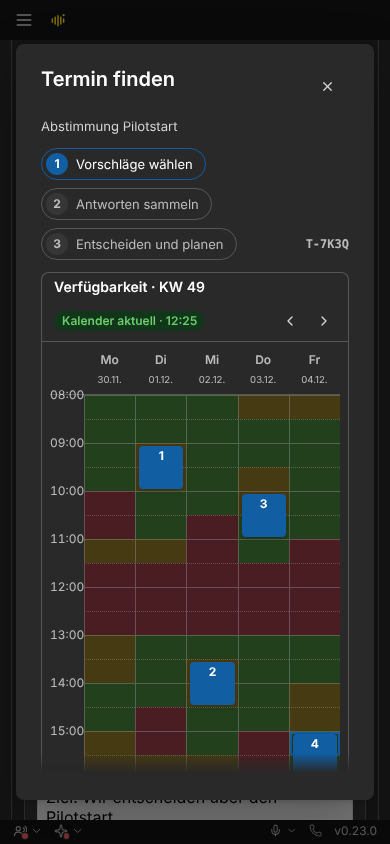 Termin finden
Abstimmung Pilotstart
1 Vorschläge wählen
2 Antworten sammeln
3 Entscheiden und planen T-7K3Q
Verfügbarkeit · KW 49
Kalender aktuell · 12:25
Mo Di Mi Do Fr
30.11. 01.12. 02.12. 03.12. 04.12.
08:00
09:00
1
10:00
3
11:00
12:00
13:00
2
14:00
15:00
4
Ziel: Wir entscheiden über den
Pilotstart
v0.23.0